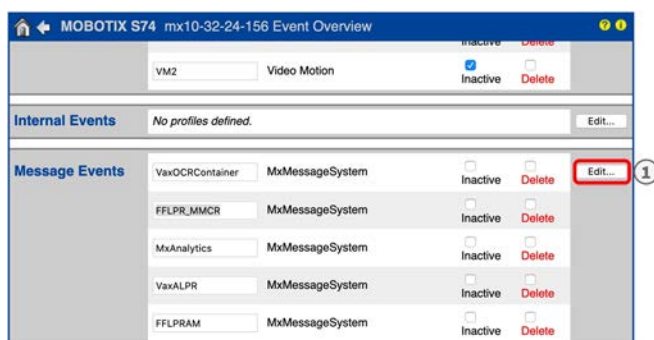 MOBOTIX S74 mx10-32-24-156 Event Overview
Inactive Delete
VM2 Video Motion Inactive Delete
Internal Events No profiles defined. Edit...
Message Events VaxOCRContainer MxMessageSystem Inactive Delete Edit... 1
FFLPR_MMCR MxMessageSystem Inactive Delete
MxAnalytics MxMessageSystem Inactive Delete
VaxALPR MxMessageSystem Inactive Delete
FFLPRAM MxMessageSystem Inactive Delete